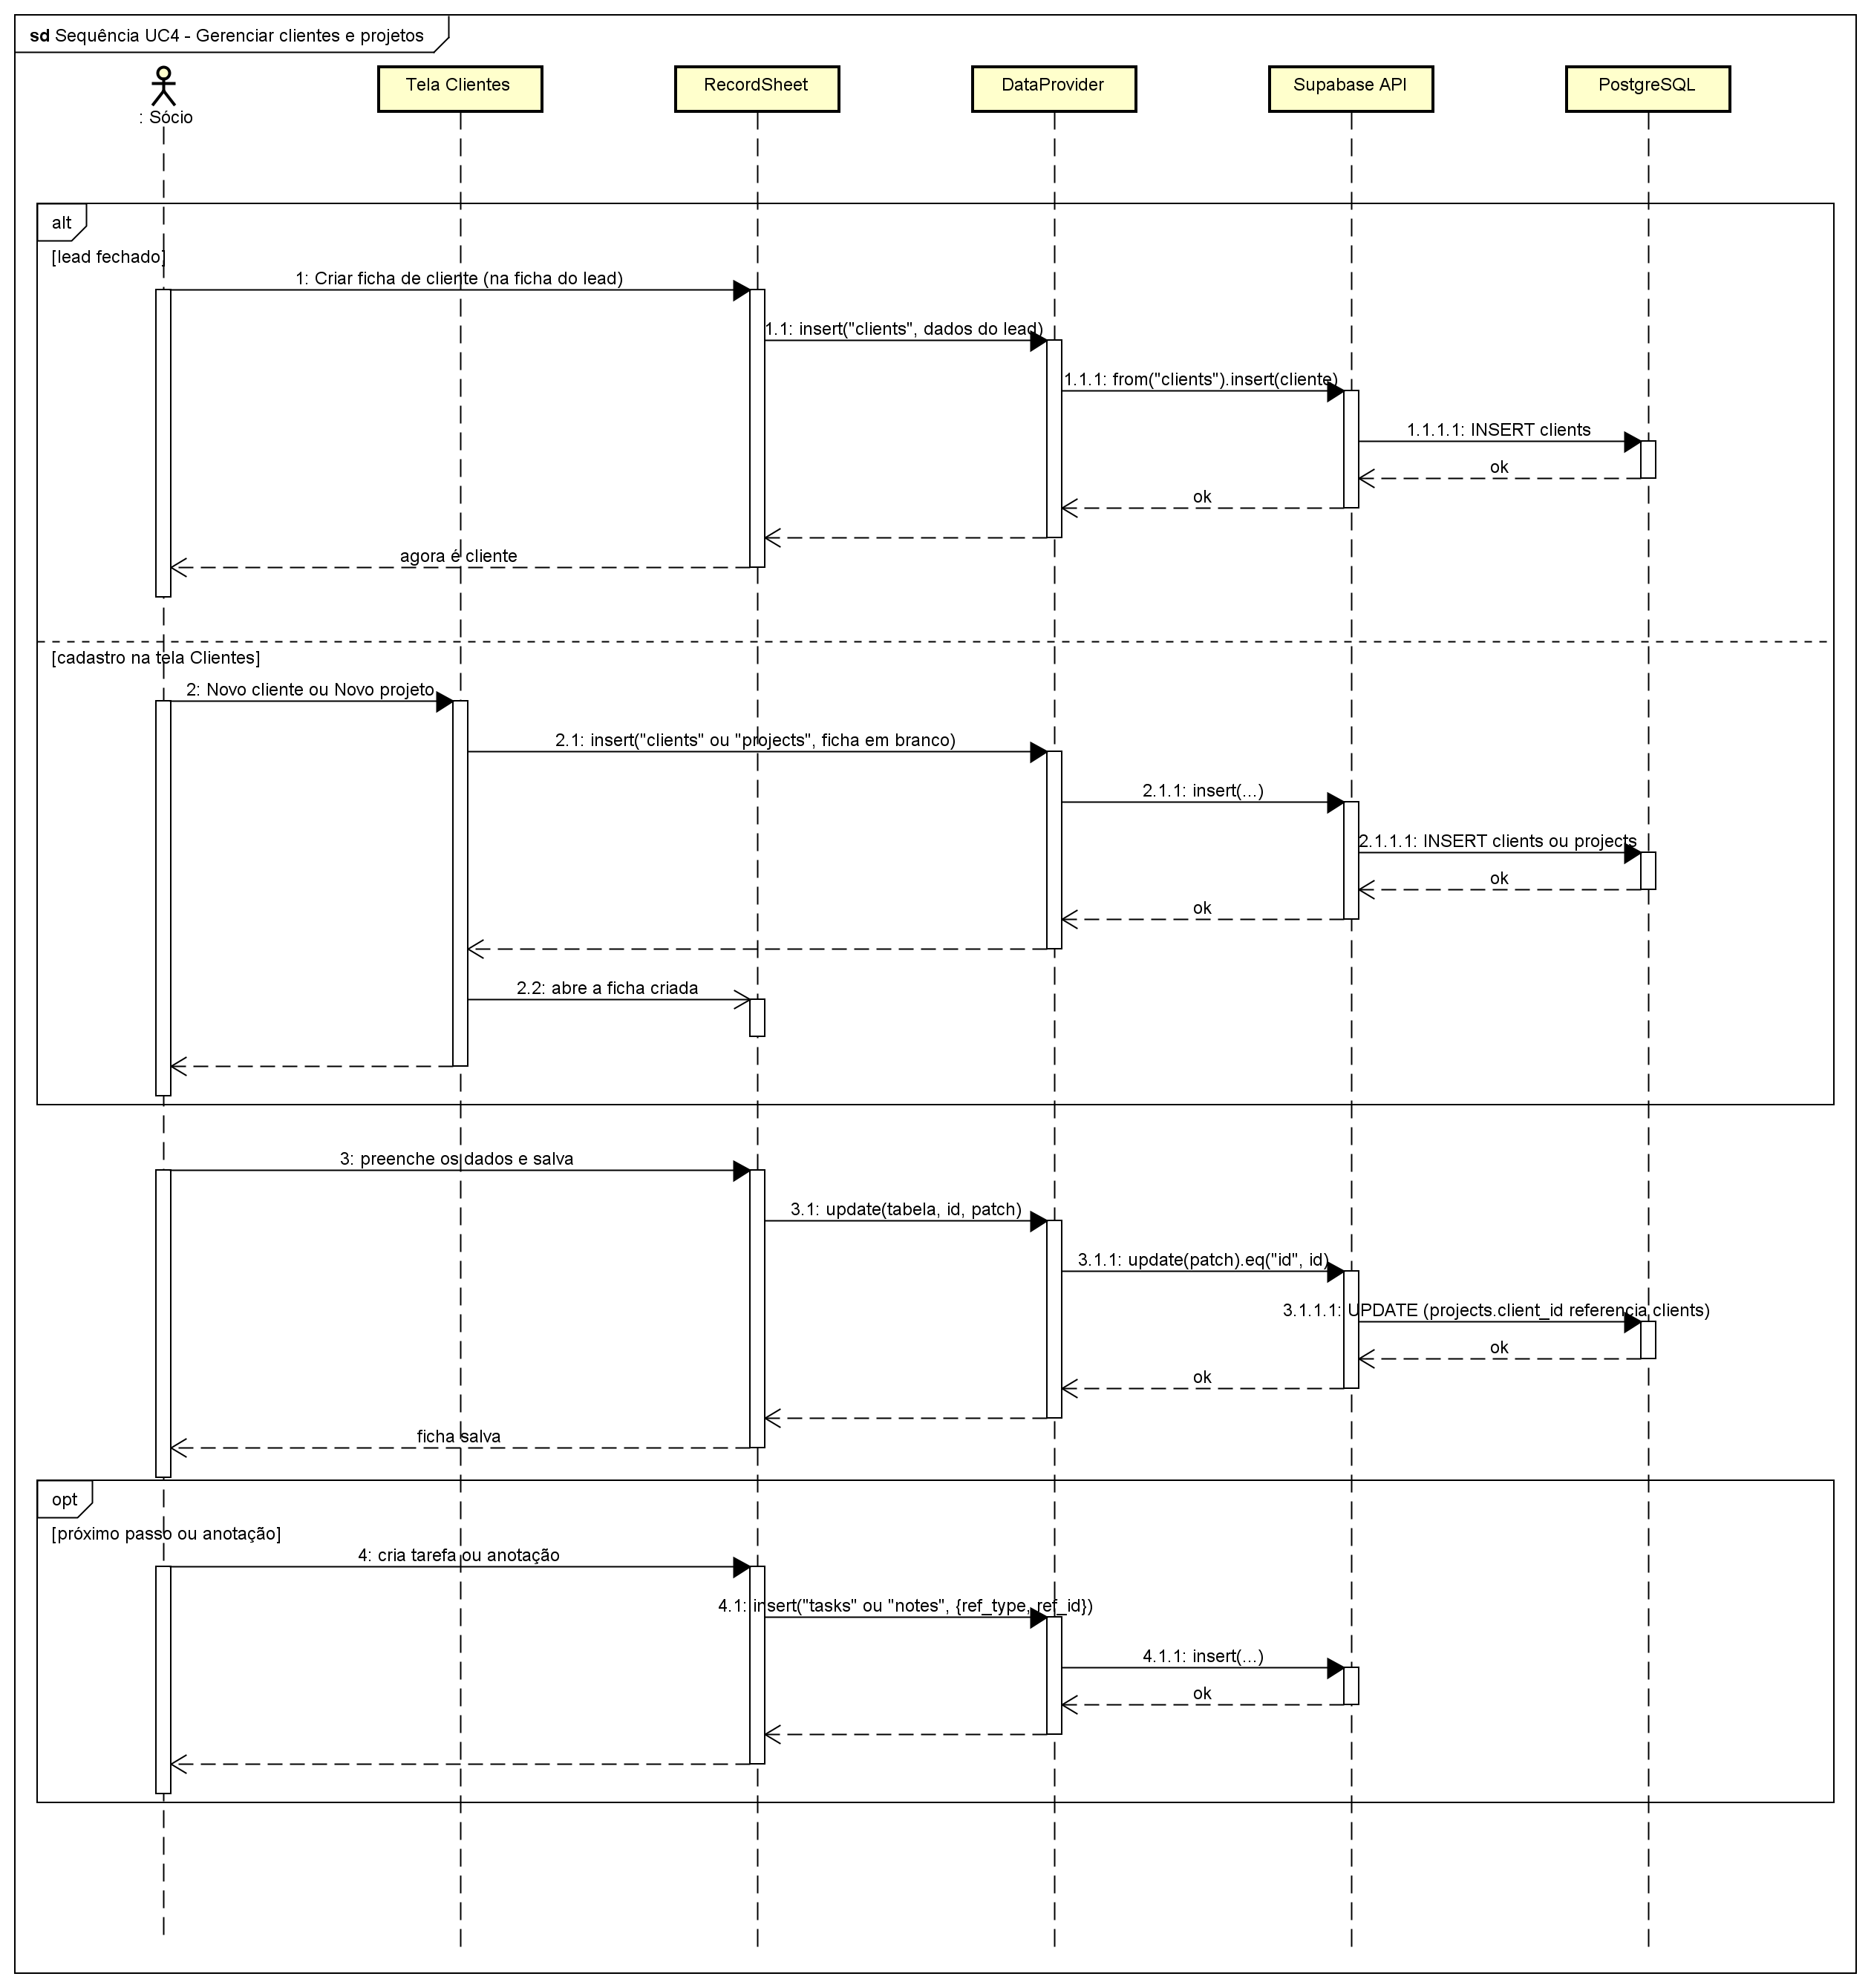 sd Sequência UC4 - Gerenciar clientes e projetos
: Sócio
Tela Clientes
RecordSheet
DataProvider
Supabase API
PostgreSQL
alt
[lead fechado]
1: Criar ficha de cliente (na ficha do lead)
1.1: insert("clients", dados do lead)
1.1.1: from("clients").insert(cliente)
1.1.1.1: INSERT clients
ok
ok
agora é cliente
[cadastro na tela Clientes]
2: Novo cliente ou Novo projeto
2.1: insert("clients" ou "projects", ficha em branco)
2.1.1: insert(...)
2.1.1.1: INSERT clients ou projects
ok
ok
2.2: abre a ficha criada
3: preenche os dados e salva
3.1: update(tabela, id, patch)
3.1.1: update(patch).eq("id", id)
3.1.1.1: UPDATE (projects.client_id referencia clients)
ok
ok
ficha salva
opt
[próximo passo ou anotação]
4: cria tarefa ou anotação
4.1: insert("tasks" ou "notes", {ref_type, ref_id})
4.1.1: insert(...)
ok